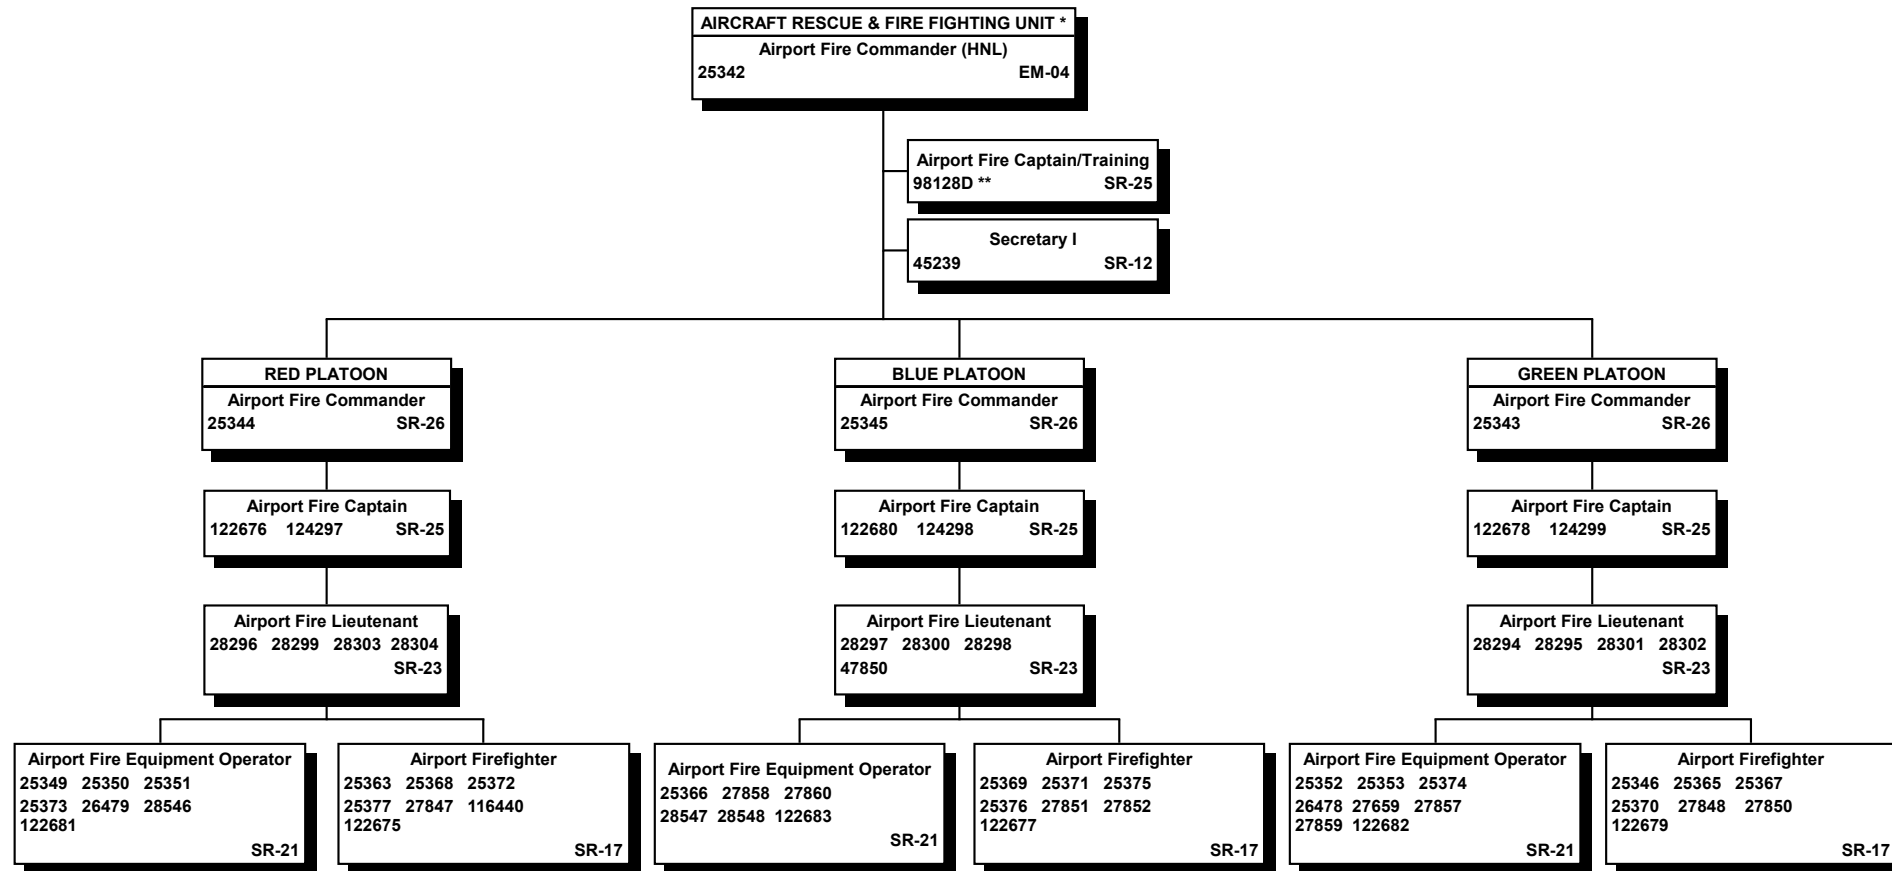 AIRCRAFT RESCUE & FIRE FIGHTING UNIT *
Airport Fire Commander (HNL)
25342 EM-04
Airport Fire Captain/Training
98128D ** SR-25
Secretary I
45239 SR-12
RED PLATOON
Airport Fire Commander
25344 SR-26
Airport Fire Captain
122676 124297 SR-25
Airport Fire Lieutenant
28296 28299 28303 28304
SR-23
Airport Fire Equipment Operator
25349 25350 25351
25373 26479 28546
122681
SR-21
Airport Firefighter
25363 25368 25372
25377 27847 116440
122675
SR-17
BLUE PLATOON
Airport Fire Commander
25345 SR-26
Airport Fire Captain
122680 124298 SR-25
Airport Fire Lieutenant
28297 28300 28298
47850 SR-23
Airport Fire Equipment Operator
25366 27858 27860
28547 28548 122683
SR-21
Airport Firefighter
25369 25371 25375
25376 27851 27852
122677
SR-17
GREEN PLATOON
Airport Fire Commander
25343 SR-26
Airport Fire Captain
122678 124299 SR-25
Airport Fire Lieutenant
28294 28295 28301 28302
SR-23
Airport Fire Equipment Operator
25352 25353 25374
26478 27659 27857
27859 122682
SR-21
Airport Firefighter
25346 25365 25367
25370 27848 27850
122679
SR-17